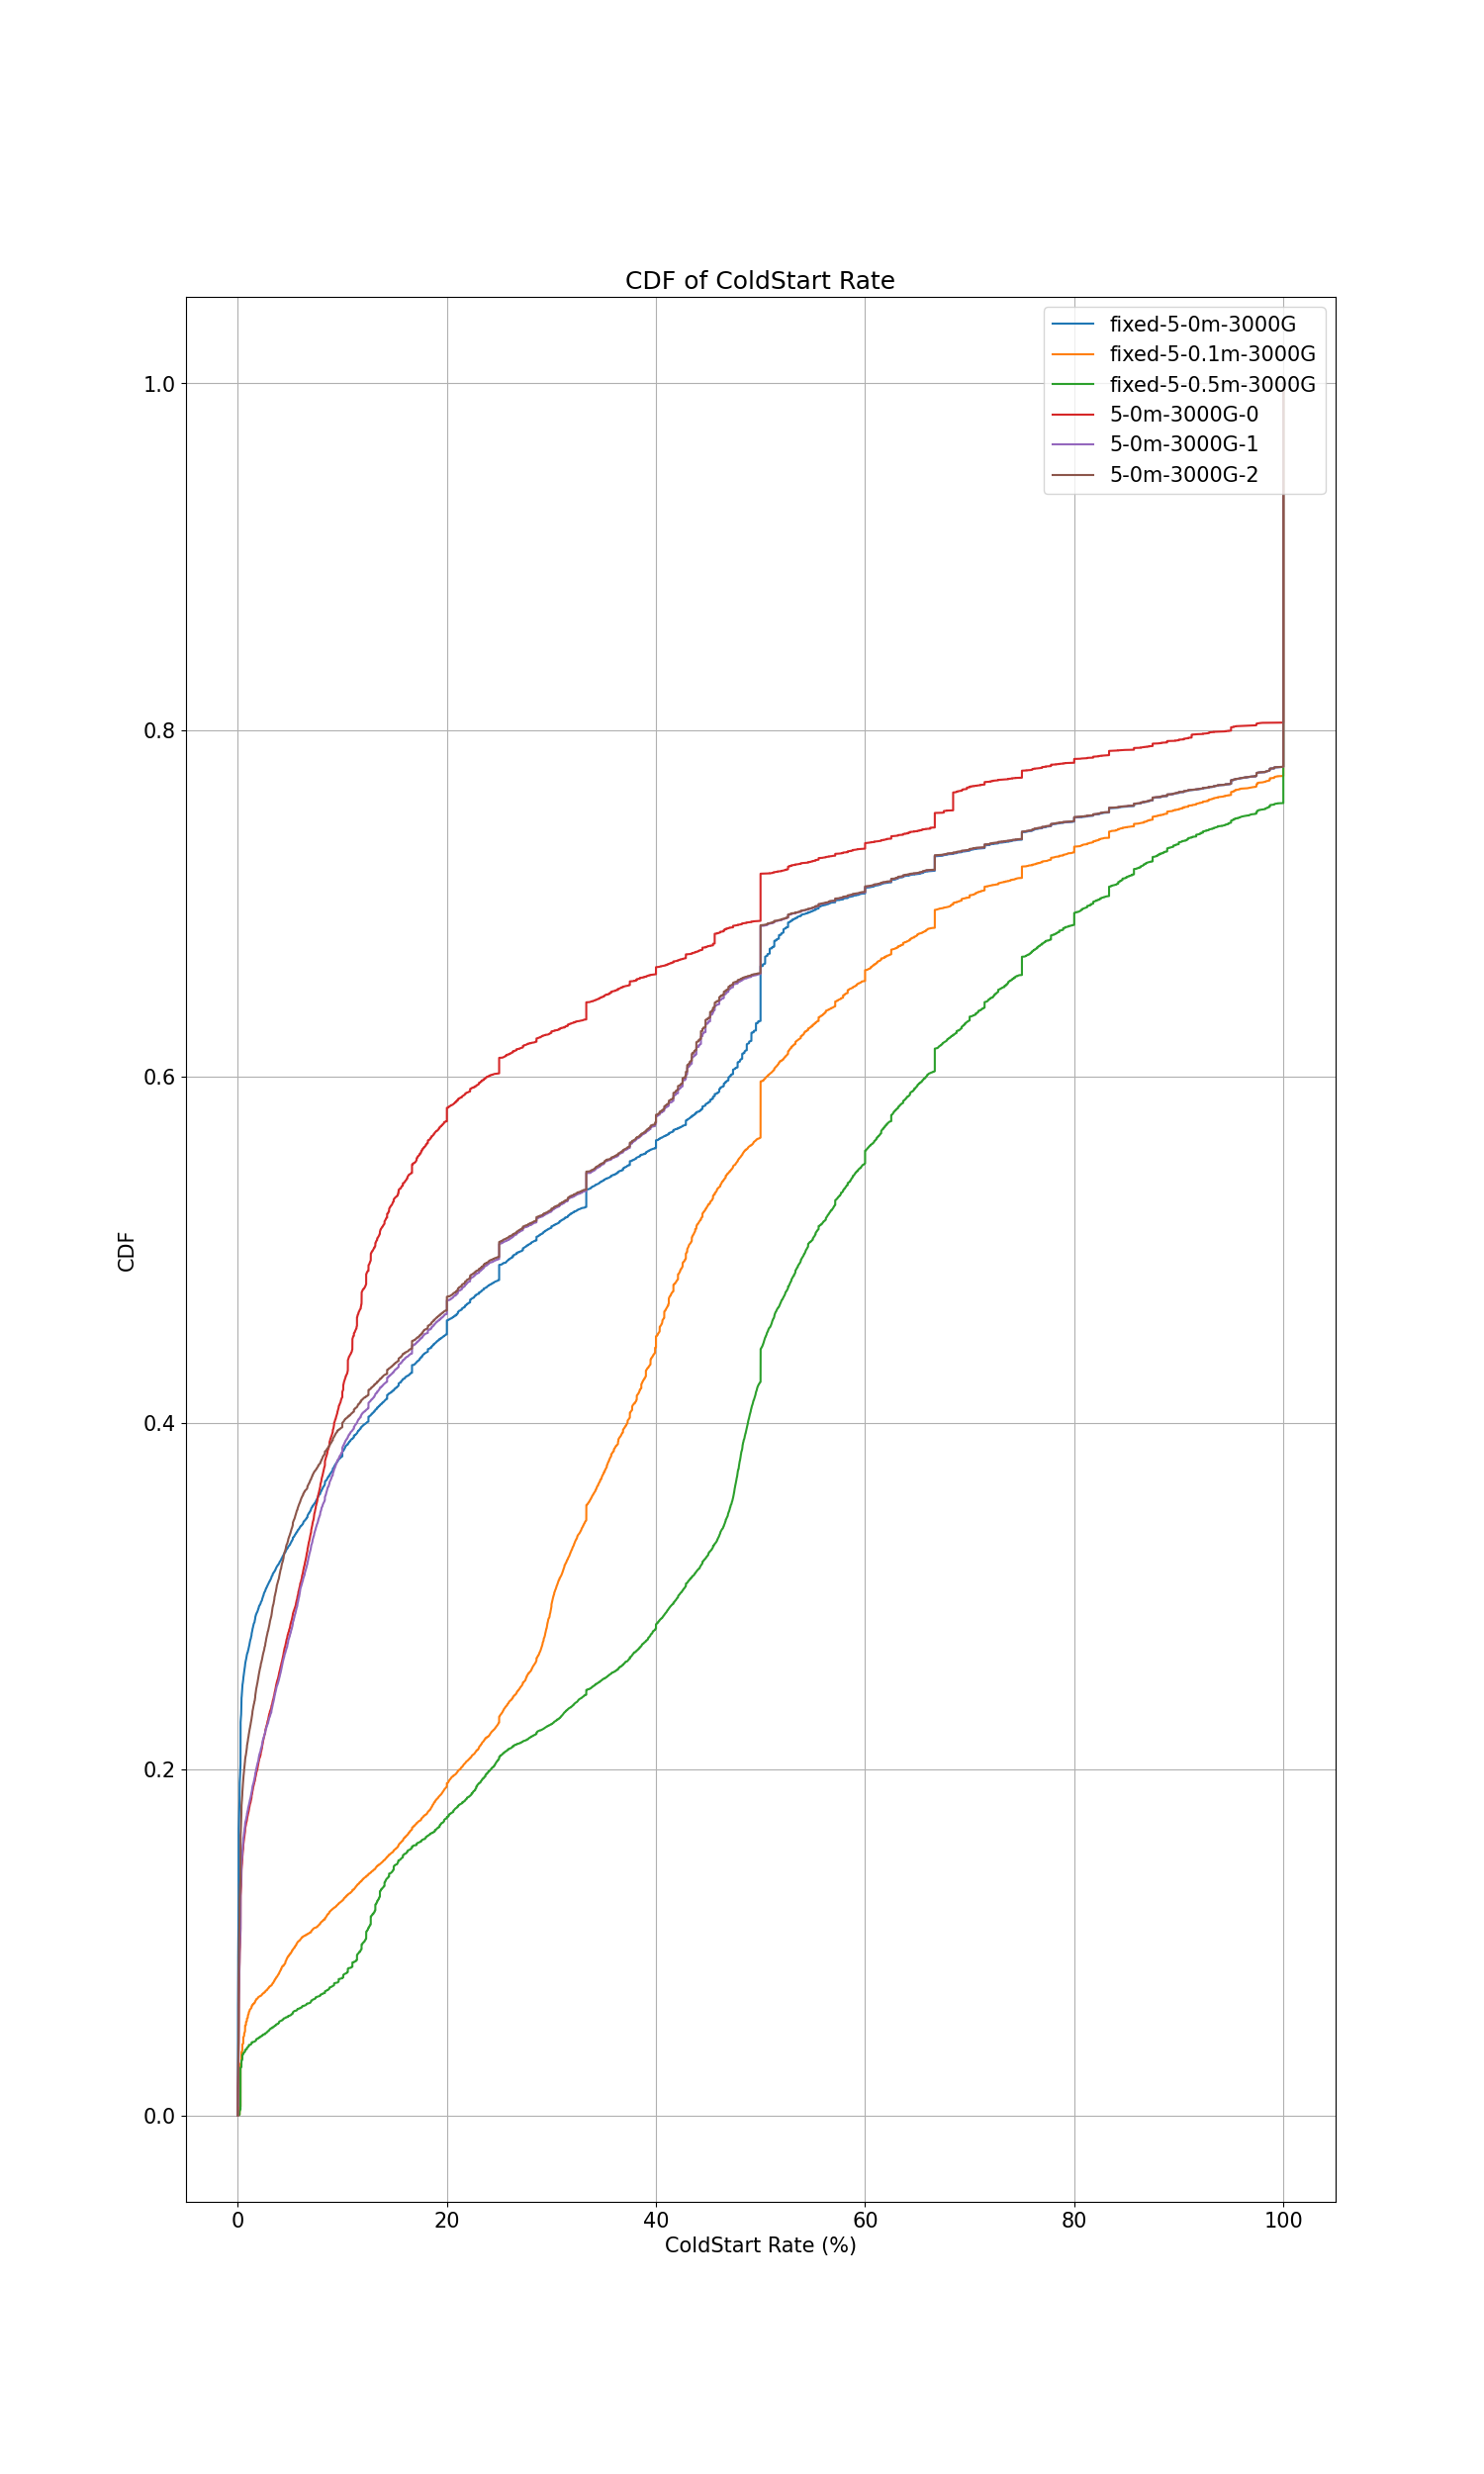 CDF of ColdStart Rate
fixed-5-0m-3000G
fixed-5-0.1m-3000G
fixed-5-0.5m-3000G
5-0m-3000G-0
5-0m-3000G-1
5-0m-3000G-2
1.0
0.8
0.6
0.4
0.2
0.0
CDF
0 20 40 60 80 100
ColdStart Rate (%)